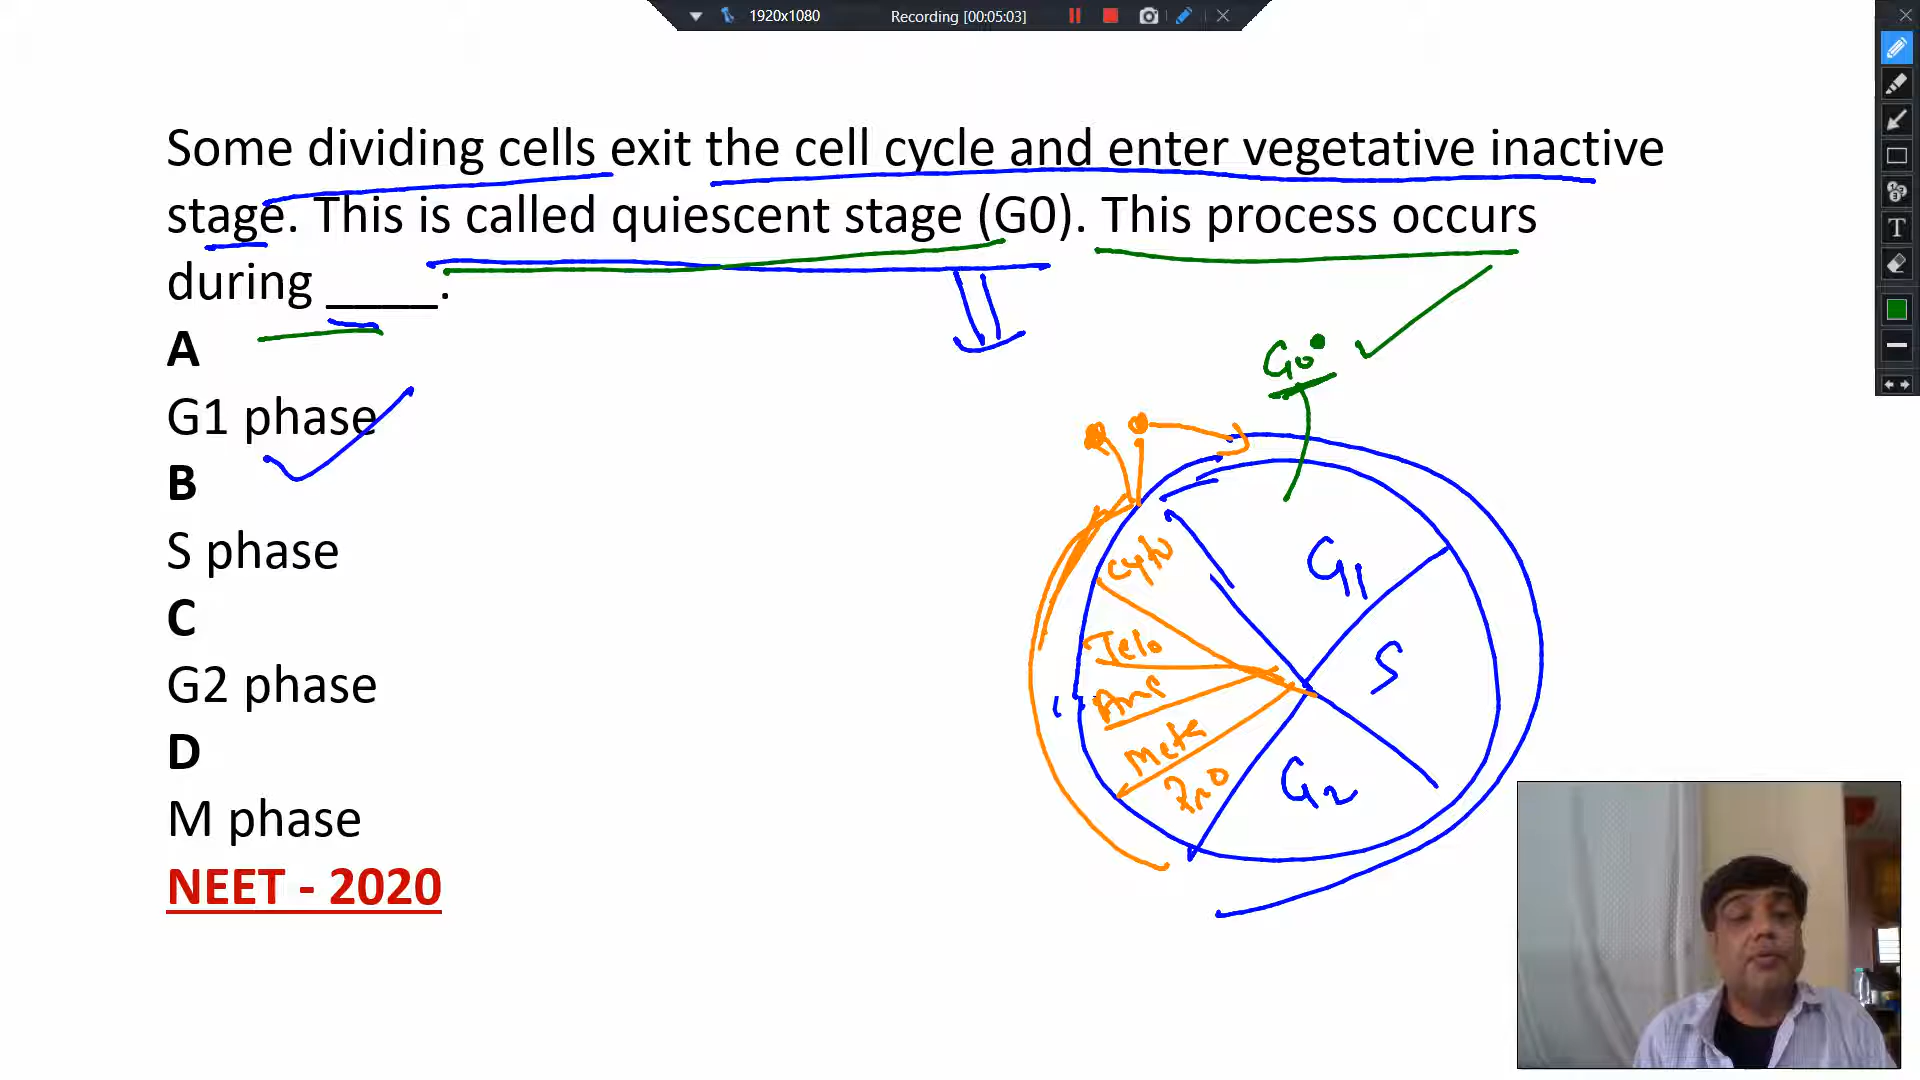 1920x1080 Recording [00:05:03]
Some dividing cells exit the cell cycle and enter vegetative inactive
stage. This is called quiescent stage (G0). This process occurs
during ____.
A
G1 phase
B
S phase
C
G2 phase
D
M phase
NEET - 2020
G0
G1
S
G2
Cyto
Telo
Ana
Meta
Pro
T